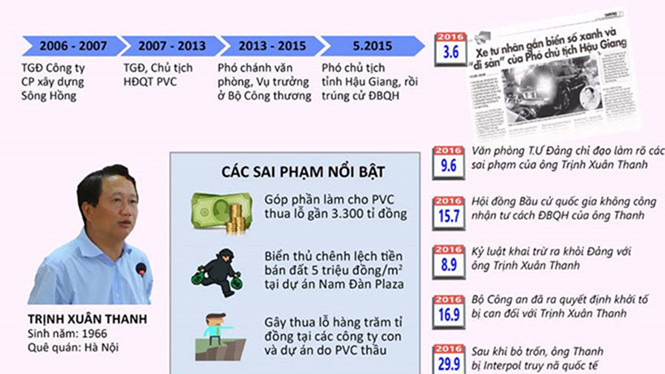 2006 - 2007
2007 - 2013
2013 - 2015
5.2015
TGĐ Công ty
CP xây dựng
Sông Hồng
TGĐ, Chủ tịch
HĐQT PVC
Phó chánh văn
phòng, Vụ trưởng
ở Bộ Công thương
Phó chủ tịch
tỉnh Hậu Giang, rồi
trúng cử ĐBQH
2016
3.6
Xe tư nhân gắn biển số xanh và
"di sản" của Phó chủ tịch Hậu Giang
2016
9.6
Văn phòng T.Ư Đảng chỉ đạo làm rõ các
sai phạm của ông Trịnh Xuân Thanh
2016
15.7
Hội đồng Bầu cử quốc gia không công
nhận tư cách ĐBQH của ông Thanh
2016
8.9
Kỷ luật khai trừ ra khỏi Đảng với
ông Trịnh Xuân Thanh
2016
16.9
Bộ Công an đã ra quyết định khởi tố
bị can đối với Trịnh Xuân Thanh
2016
29.9
Sau khi bỏ trốn, ông Thanh
bị Interpol truy nã quốc tế
CÁC SAI PHẠM NỔI BẬT
Góp phần làm cho PVC
thua lỗ gần 3.300 tỉ đồng
Biển thủ chênh lệch tiền
bán đất 5 triệu đồng/m²
tại dự án Nam Đàn Plaza
Gây thua lỗ hàng trăm tỉ
đồng tại các công ty con
và dự án do PVC thầu
TRỊNH XUÂN THANH
Sinh năm: 1966
Quê quán: Hà Nội